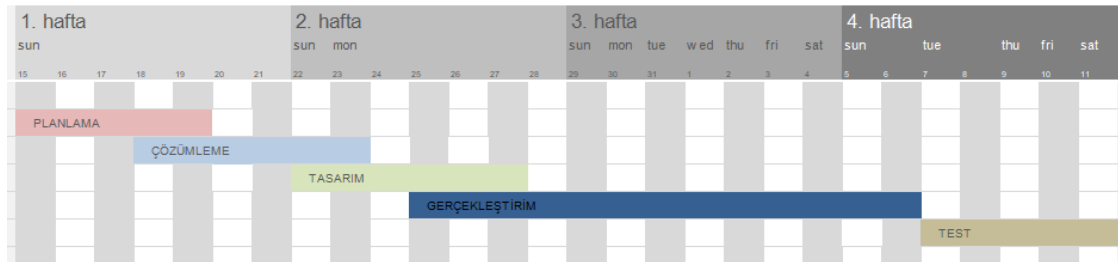 1. hafta 2. hafta 3. hafta 4. hafta
sun sun mon sun mon tue wed thu fri sat sun tue thu fri sat
15 16 17 18 19 20 21 22 23 24 25 26 27 28 29 30 31 1 2 3 4 5 6 7 8 9 10 11
PLANLAMA
ÇÖZÜMLEME
TASARIM
GERÇEKLEŞTİRİM
TEST